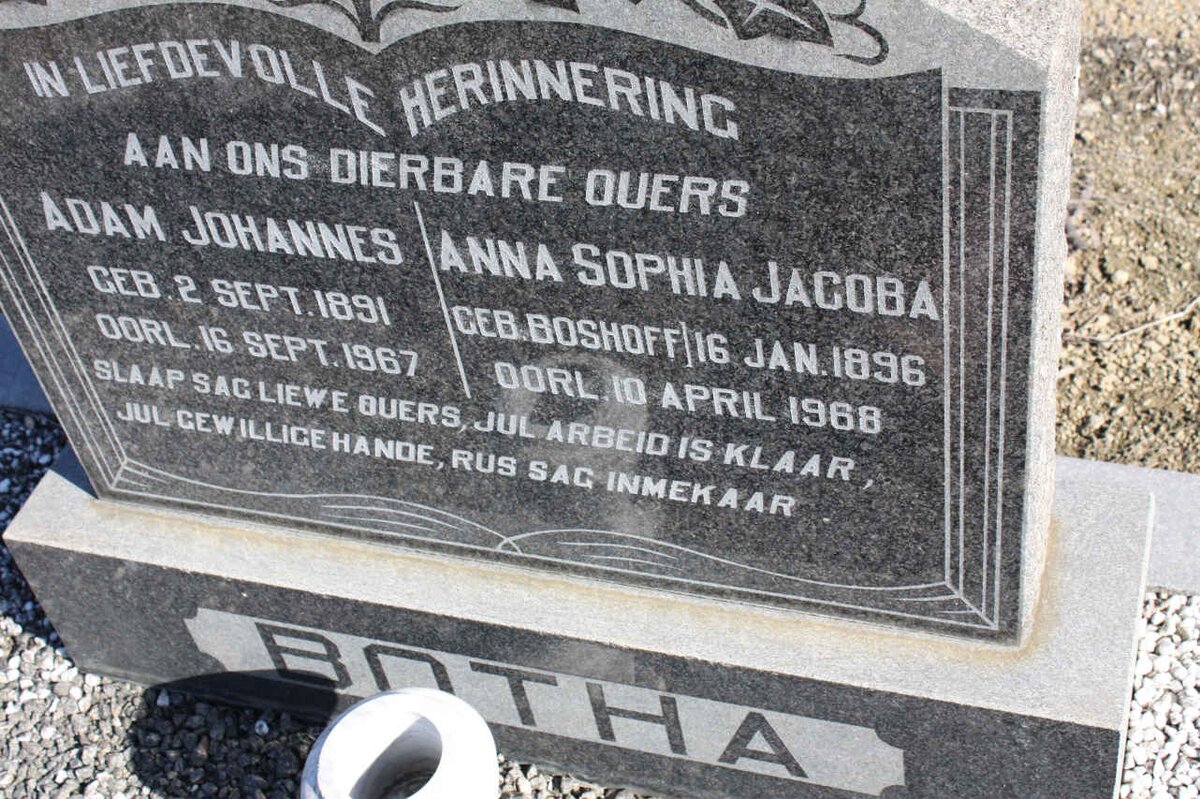 IN LIEFDEVOLLE HERINNERING
AAN ONS DIERBARE OUERS
ADAM JOHANNES
GEB. 2 SEPT. 1891
OORL. 16 SEPT. 1967
ANNA SOPHIA JACOBA
(GEB. BOSHOFF) 16 JAN. 1896
OORL. 10 APRIL 1968
SLAAP SAG LIEWE OUERS, JUL ARBEID IS KLAAR,
JUL GEWILLIGE HANDE, RUS SAG INMEKAAR
BOTHA